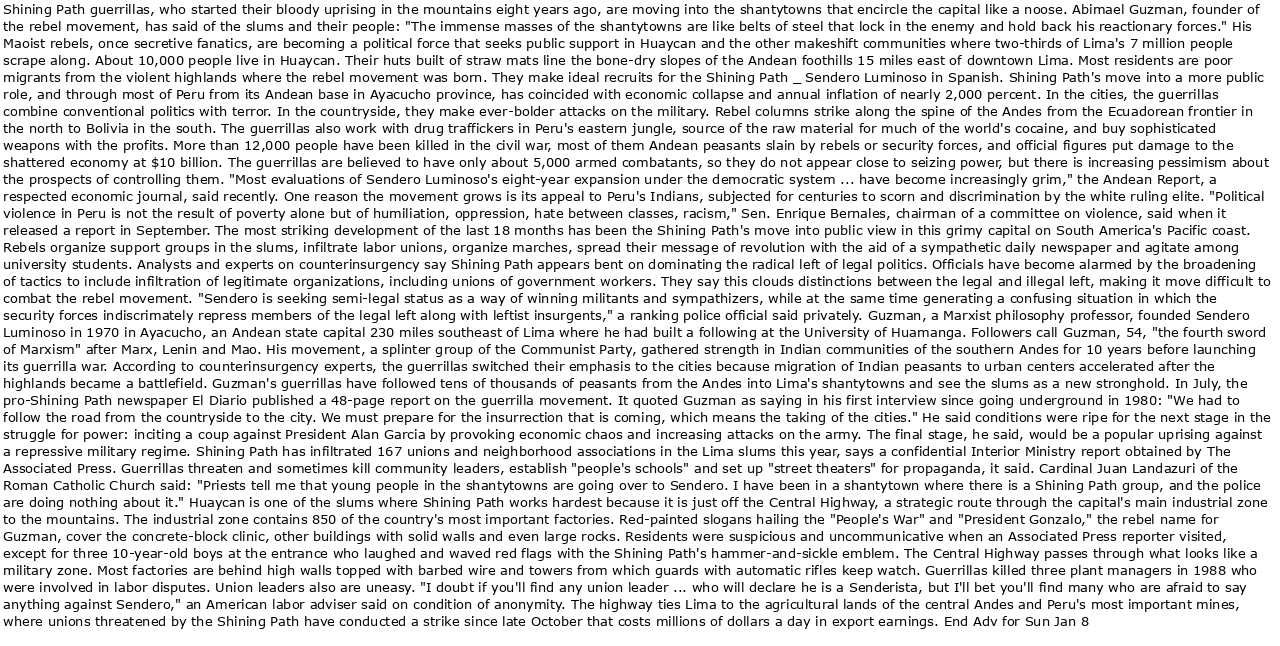 Shining Path guerrillas, who started their bloody uprising in the mountains eight years ago, are moving into the shantytowns that encircle the capital like a noose. Abimael Guzman, founder of
the rebel movement, has said of the slums and their people: "The immense masses of the shantytowns are like belts of steel that lock in the enemy and hold back his reactionary forces." His
Maoist rebels, once secretive fanatics, are becoming a political force that seeks public support in Huaycan and the other makeshift communities where two-thirds of Lima's 7 million people
scrape along. About 10,000 people live in Huaycan. Their huts built of straw mats line the bone-dry slopes of the Andean foothills 15 miles east of downtown Lima. Most residents are poor
migrants from the violent highlands where the rebel movement was born. They make ideal recruits for the Shining Path _ Sendero Luminoso in Spanish. Shining Path's move into a more public
role, and through most of Peru from its Andean base in Ayacucho province, has coincided with economic collapse and annual inflation of nearly 2,000 percent. In the cities, the guerrillas
combine conventional politics with terror. In the countryside, they make ever-bolder attacks on the military. Rebel columns strike along the spine of the Andes from the Ecuadorean frontier in
the north to Bolivia in the south. The guerrillas also work with drug traffickers in Peru's eastern jungle, source of the raw material for much of the world's cocaine, and buy sophisticated
weapons with the profits. More than 12,000 people have been killed in the civil war, most of them Andean peasants slain by rebels or security forces, and official figures put damage to the
shattered economy at $10 billion. The guerrillas are believed to have only about 5,000 armed combatants, so they do not appear close to seizing power, but there is increasing pessimism about
the prospects of controlling them. "Most evaluations of Sendero Luminoso's eight-year expansion under the democratic system ... have become increasingly grim," the Andean Report, a
respected economic journal, said recently. One reason the movement grows is its appeal to Peru's Indians, subjected for centuries to scorn and discrimination by the white ruling elite. "Political
violence in Peru is not the result of poverty alone but of humiliation, oppression, hate between classes, racism," Sen. Enrique Bernales, chairman of a committee on violence, said when it
released a report in September. The most striking development of the last 18 months has been the Shining Path's move into public view in this grimy capital on South America's Pacific coast.
Rebels organize support groups in the slums, infiltrate labor unions, organize marches, spread their message of revolution with the aid of a sympathetic daily newspaper and agitate among
university students. Analysts and experts on counterinsurgency say Shining Path appears bent on dominating the radical left of legal politics. Officials have become alarmed by the broadening
of tactics to include infiltration of legitimate organizations, including unions of government workers. They say this clouds distinctions between the legal and illegal left, making it move difficult to
combat the rebel movement. "Sendero is seeking semi-legal status as a way of winning militants and sympathizers, while at the same time generating a confusing situation in which the
security forces indiscrimately repress members of the legal left along with leftist insurgents," a ranking police official said privately. Guzman, a Marxist philosophy professor, founded Sendero
Luminoso in 1970 in Ayacucho, an Andean state capital 230 miles southeast of Lima where he had built a following at the University of Huamanga. Followers call Guzman, 54, "the fourth sword
of Marxism" after Marx, Lenin and Mao. His movement, a splinter group of the Communist Party, gathered strength in Indian communities of the southern Andes for 10 years before launching
its guerrilla war. According to counterinsurgency experts, the guerrillas switched their emphasis to the cities because migration of Indian peasants to urban centers accelerated after the
highlands became a battlefield. Guzman's guerrillas have followed tens of thousands of peasants from the Andes into Lima's shantytowns and see the slums as a new stronghold. In July, the
pro-Shining Path newspaper El Diario published a 48-page report on the guerrilla movement. It quoted Guzman as saying in his first interview since going underground in 1980: "We had to
follow the road from the countryside to the city. We must prepare for the insurrection that is coming, which means the taking of the cities." He said conditions were ripe for the next stage in the
struggle for power: inciting a coup against President Alan Garcia by provoking economic chaos and increasing attacks on the army. The final stage, he said, would be a popular uprising against
a repressive military regime. Shining Path has infiltrated 167 unions and neighborhood associations in the Lima slums this year, says a confidential Interior Ministry report obtained by The
Associated Press. Guerrillas threaten and sometimes kill community leaders, establish "people's schools" and set up "street theaters" for propaganda, it said. Cardinal Juan Landazuri of the
Roman Catholic Church said: "Priests tell me that young people in the shantytowns are going over to Sendero. I have been in a shantytown where there is a Shining Path group, and the police
are doing nothing about it." Huaycan is one of the slums where Shining Path works hardest because it is just off the Central Highway, a strategic route through the capital's main industrial zone
to the mountains. The industrial zone contains 850 of the country's most important factories. Red-painted slogans hailing the "People's War" and "President Gonzalo," the rebel name for
Guzman, cover the concrete-block clinic, other buildings with solid walls and even large rocks. Residents were suspicious and uncommunicative when an Associated Press reporter visited,
except for three 10-year-old boys at the entrance who laughed and waved red flags with the Shining Path's hammer-and-sickle emblem. The Central Highway passes through what looks like a
military zone. Most factories are behind high walls topped with barbed wire and towers from which guards with automatic rifles keep watch. Guerrillas killed three plant managers in 1988 who
were involved in labor disputes. Union leaders also are uneasy. "I doubt if you'll find any union leader ... who will declare he is a Senderista, but I'll bet you'll find many who are afraid to say
anything against Sendero," an American labor adviser said on condition of anonymity. The highway ties Lima to the agricultural lands of the central Andes and Peru's most important mines,
where unions threatened by the Shining Path have conducted a strike since late October that costs millions of dollars a day in export earnings. End Adv for Sun Jan 8